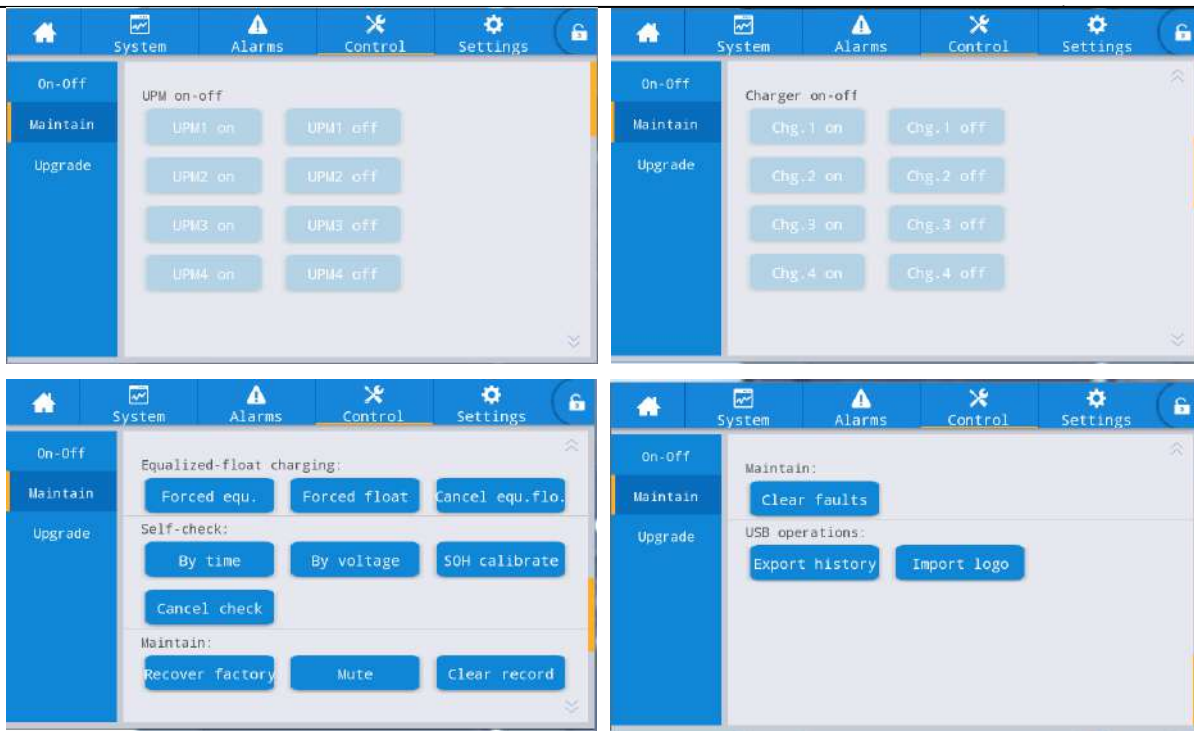 System Alarms Control Settings
On-Off
Maintain
Upgrade
UPM on-off
UPM1 on UPM1 off
UPM2 on UPM2 off
UPM3 on UPM3 off
UPM4 on UPM4 off
System Alarms Control Settings
On-Off
Maintain
Upgrade
Charger on-off
Chg.1 on Chg.1 off
Chg.2 on Chg.2 off
Chg.3 on Chg.3 off
Chg.4 on Chg.4 off
System Alarms Control Settings
On-Off
Maintain
Upgrade
Equalized-float charging:
Forced equ. Forced float Cancel equ.flo.
Self-check:
By time By voltage SOH calibrate
Cancel check
Maintain:
Recover factory Mute Clear record
System Alarms Control Settings
On-Off
Maintain
Upgrade
Maintain:
Clear faults
USB operations:
Export history Import logo